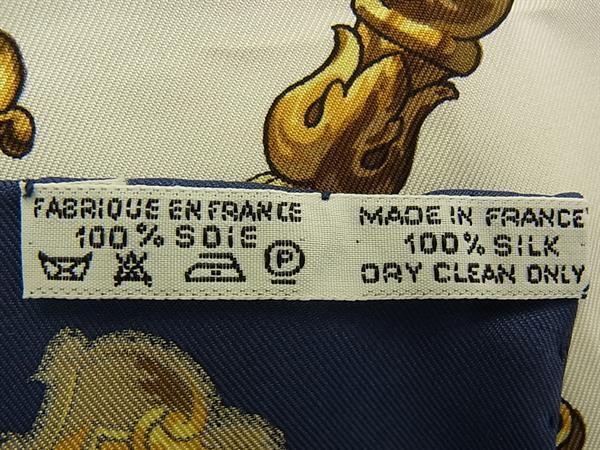 FABRIQUE EN FRANCE
100% SOIE
P
MADE IN FRANCE
100% SILK
DRY CLEAN ONLY